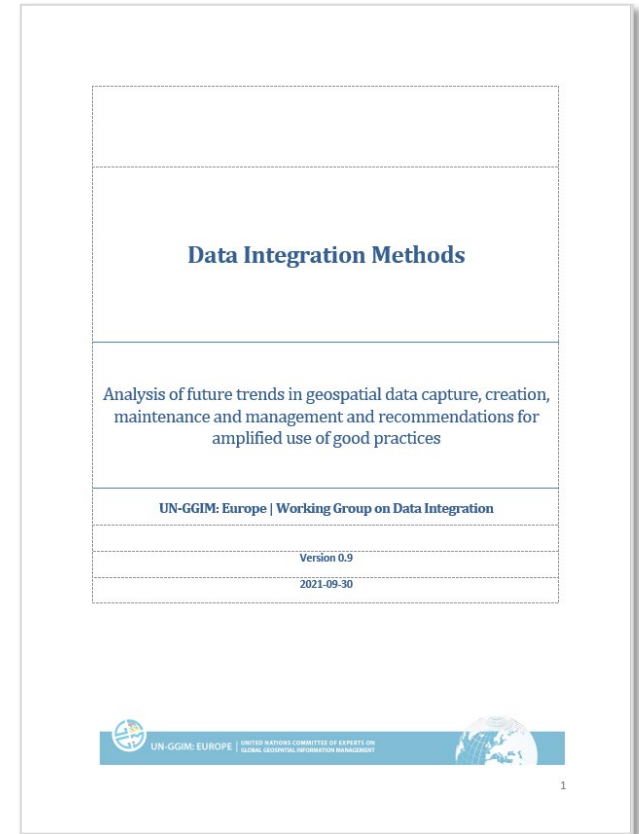 Data Integration Methods
Analysis of future trends in geospatial data capture, creation,
maintenance and management and recommendations for
amplified use of good practices
UN-GGIM: Europe | Working Group on Data Integration
Version 0.9
2021-09-30
UN-GGIM: EUROPE | UNITED NATIONS COMMITTEE OF EXPERTS ON
GLOBAL GEOSPATIAL INFORMATION MANAGEMENT
1